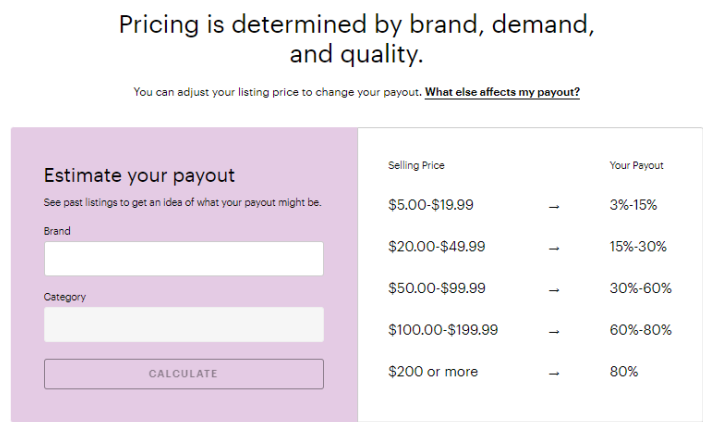 Pricing is determined by brand, demand,
and quality.
You can adjust your listing price to change your payout. What else affects my payout?
Estimate your payout
See past listings to get an idea of what your payout might be.
Brand
Category
CALCULATE
Selling Price → Your Payout
$5.00-$19.99 → 3%-15%
$20.00-$49.99 → 15%-30%
$50.00-$99.99 → 30%-60%
$100.00-$199.99 → 60%-80%
$200 or more → 80%